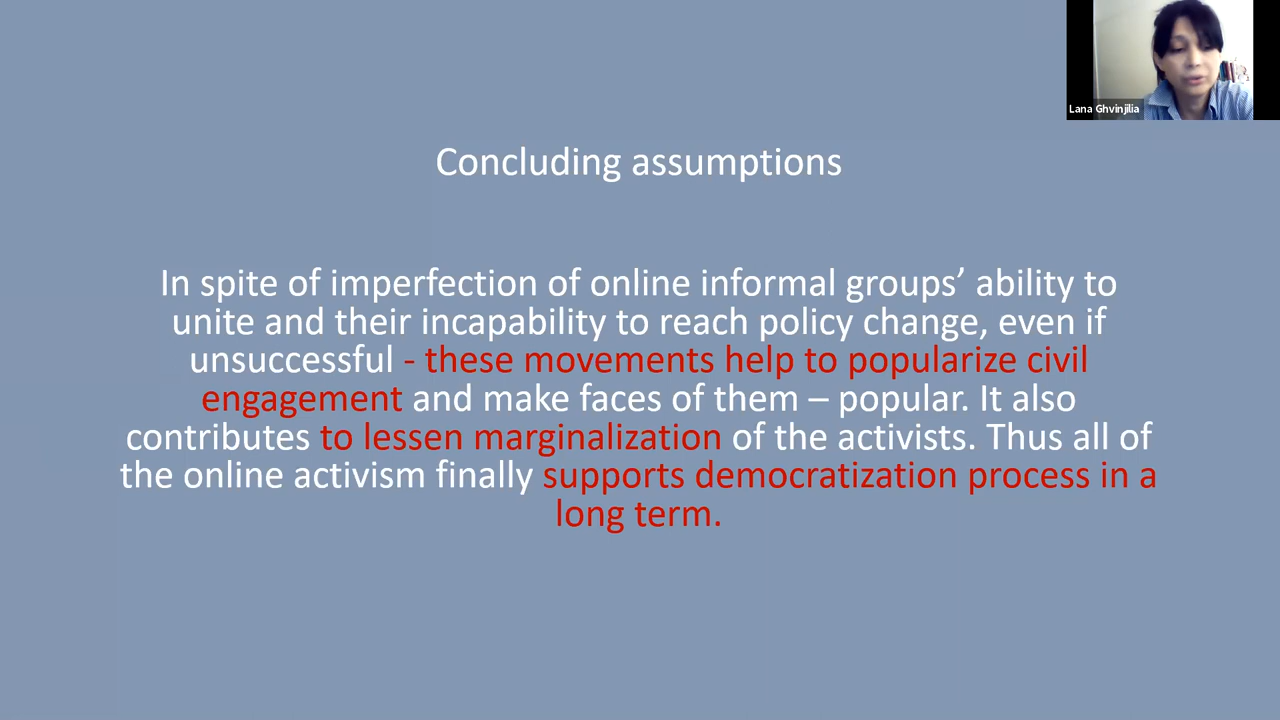 Lana Ghvinjilia
Concluding assumptions
In spite of imperfection of online informal groups’ ability to
unite and their incapability to reach policy change, even if
unsuccessful - these movements help to popularize civil
engagement and make faces of them – popular. It also
contributes to lessen marginalization of the activists. Thus all of
the online activism finally supports democratization process in a
long term.